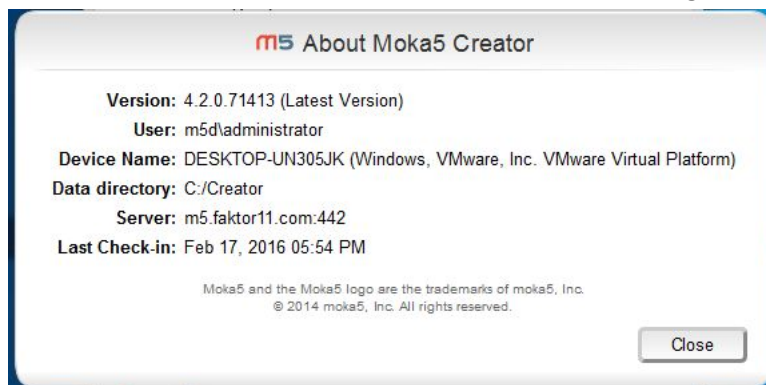 m5 About Moka5 Creator
Version: 4.2.0.71413 (Latest Version)
User: m5d\administrator
Device Name: DESKTOP-UN305JK (Windows, VMware, Inc. VMware Virtual Platform)
Data directory: C:/Creator
Server: m5.faktor11.com:442
Last Check-in: Feb 17, 2016 05:54 PM
Moka5 and the Moka5 logo are the trademarks of moka5, Inc.
© 2014 moka5, Inc. All rights reserved.
Close